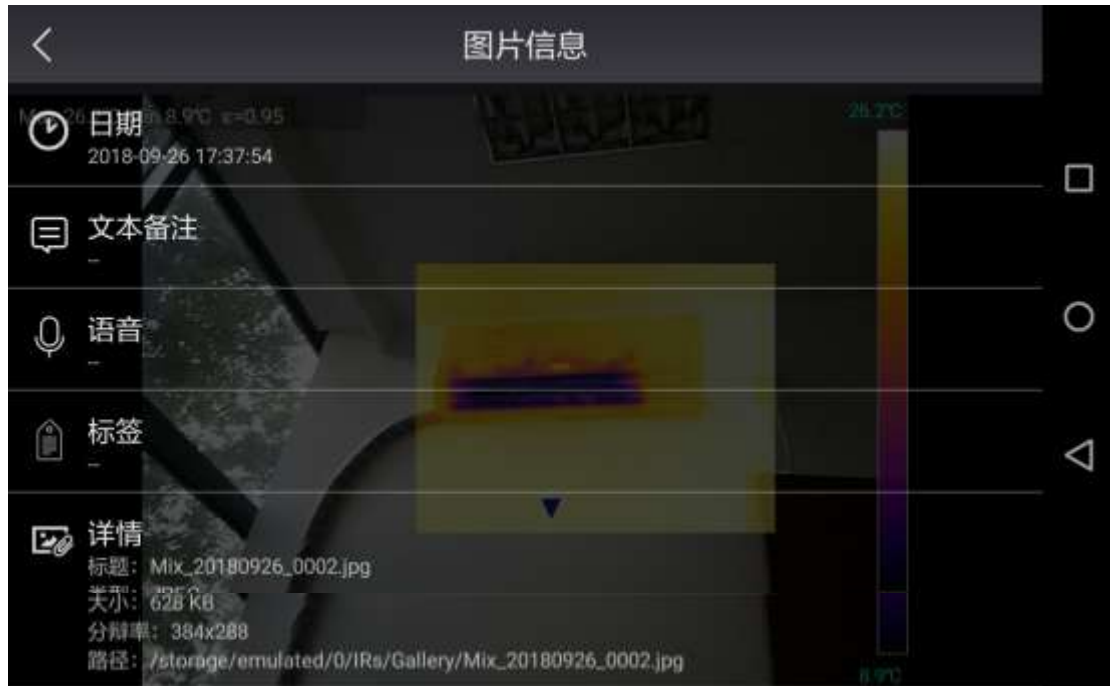 图片信息
26.2℃
日期
2018-09-26 17:37:54
文本备注
--
语音
--
标签
--
详情
标题：Mix_20180926_0002.jpg
大小：628 KB
分辩率：384x288
路径：/storage/emulated/0/IRs/Gallery/Mix_20180926_0002.jpg
8.9℃